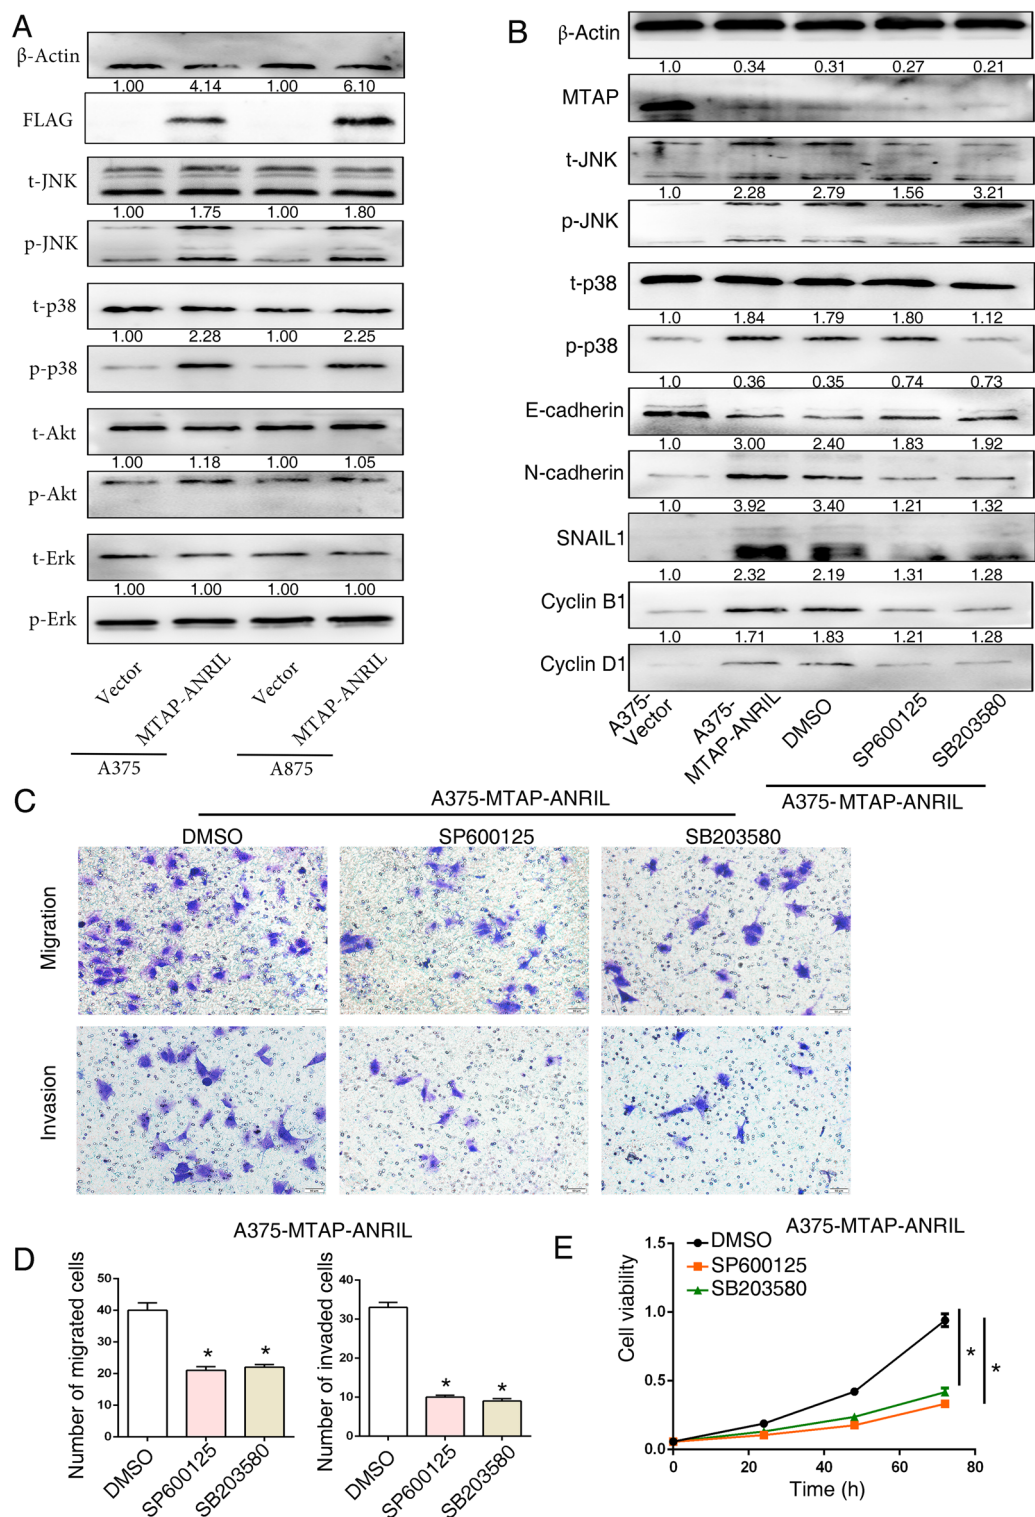 A
β-Actin
1.00 4.14 1.00 6.10
FLAG
t-JNK
1.00 1.75 1.00 1.80
p-JNK
t-p38
1.00 2.28 1.00 2.25
p-p38
t-Akt
1.00 1.18 1.00 1.05
p-Akt
t-Erk
1.00 1.00 1.00 1.00
p-Erk
Vector
MTAP-ANRIL
Vector
MTAP-ANRIL
A375
A875
B
β-Actin
1.0 0.34 0.31 0.27 0.21
MTAP
t-JNK
1.0 2.28 2.79 1.56 3.21
p-JNK
t-p38
1.0 1.84 1.79 1.80 1.12
p-p38
1.0 0.36 0.35 0.74 0.73
E-cadherin
1.0 3.00 2.40 1.83 1.92
N-cadherin
1.0 3.92 3.40 1.21 1.32
SNAIL1
1.0 2.32 2.19 1.31 1.28
Cyclin B1
1.0 1.71 1.83 1.21 1.28
Cyclin D1
A375-
Vector
A375-
MTAP-ANRIL
DMSO
SP600125
SB203580
A375-MTAP-ANRIL
C
A375-MTAP-ANRIL
DMSO
SP600125
SB203580
Migration
Invasion
D
A375-MTAP-ANRIL
Number of migrated cells
50
40
30
20
10
0
*
*
DMSO
SP600125
SB203580
Number of invaded cells
40
30
20
10
0
*
*
DMSO
SP600125
SB203580
E
A375-MTAP-ANRIL
DMSO
SP600125
SB203580
Cell viability
1.5
1.0
0.5
0.0
0 20 40 60 80
Time (h)
*
*